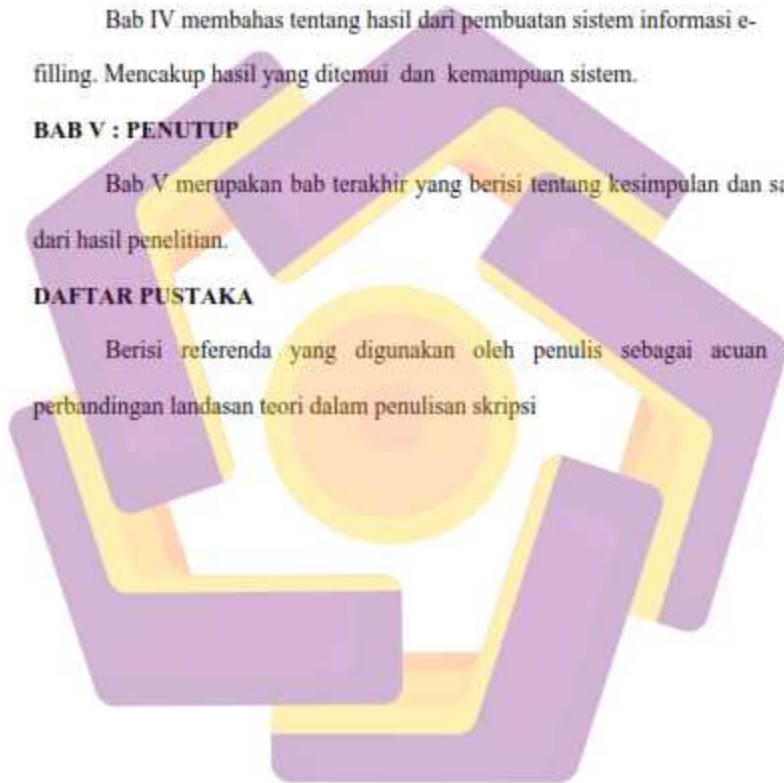 Bab IV membahas tentang hasil dari pembuatan sistem informasi e-
filling. Mencakup hasil yang ditemui dan kemampuan sistem.
BAB V : PENUTUP
Bab V merupakan bab terakhir yang berisi tentang kesimpulan dan sa
dari hasil penelitian.
DAFTAR PUSTAKA
Berisi referenda yang digunakan oleh penulis sebagai acuan
perbandingan landasan teori dalam penulisan skripsi